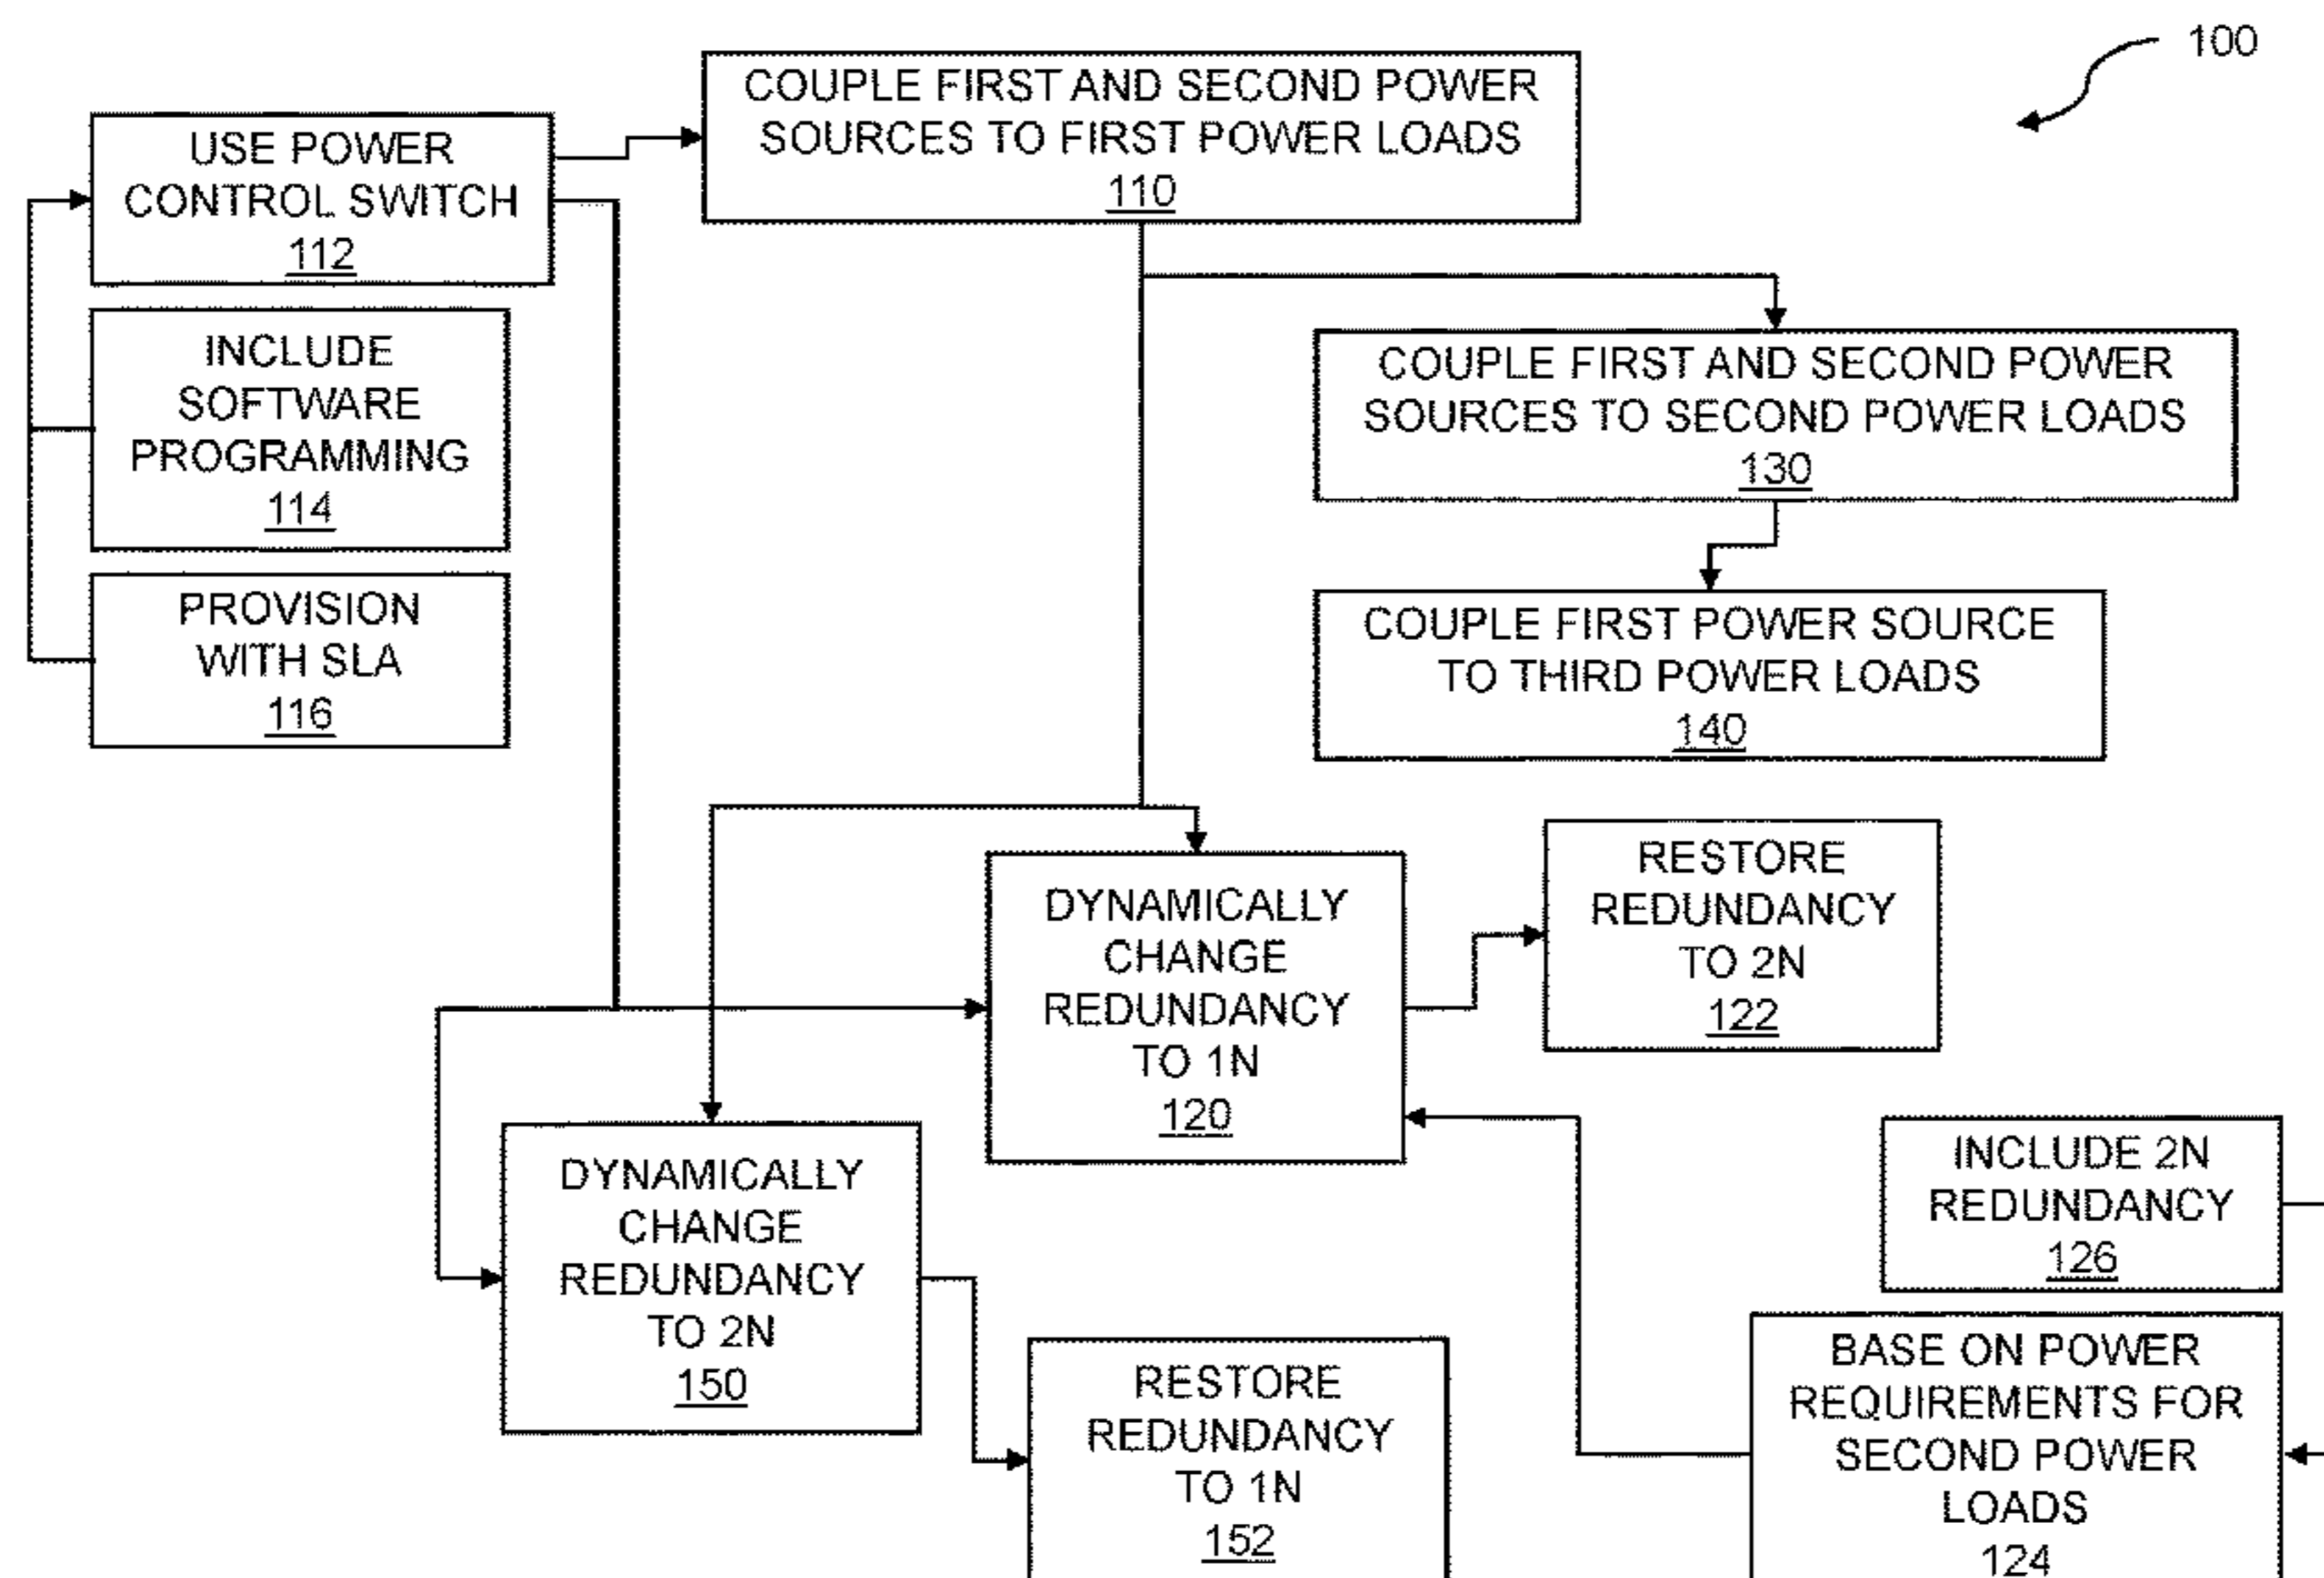 100
COUPLE FIRST AND SECOND POWER
SOURCES TO FIRST POWER LOADS
110
USE POWER
CONTROL SWITCH
112
INCLUDE
SOFTWARE
PROGRAMMING
114
PROVISION
WITH SLA
116
COUPLE FIRST AND SECOND POWER
SOURCES TO SECOND POWER LOADS
130
COUPLE FIRST POWER SOURCE
TO THIRD POWER LOADS
140
DYNAMICALLY
CHANGE
REDUNDANCY
TO 1N
120
RESTORE
REDUNDANCY
TO 2N
122
DYNAMICALLY
CHANGE
REDUNDANCY
TO 2N
150
RESTORE
REDUNDANCY
TO 1N
152
INCLUDE 2N
REDUNDANCY
126
BASE ON POWER
REQUIREMENTS FOR
SECOND POWER
LOADS
124